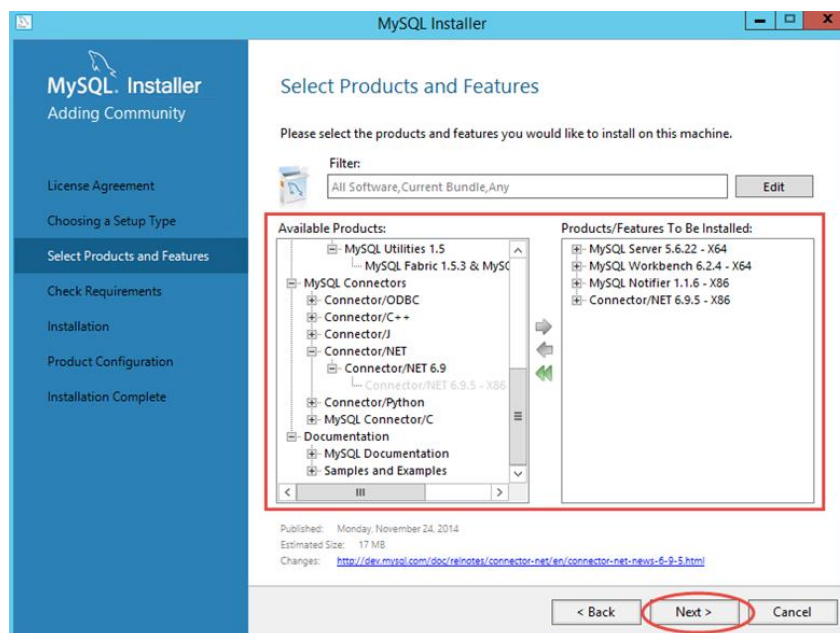 MySQL Installer
MySQL. Installer
Adding Community
License Agreement
Choosing a Setup Type
Select Products and Features
Check Requirements
Installation
Product Configuration
Installation Complete
Select Products and Features
Please select the products and features you would like to install on this machine.
Filter:
All Software,Current Bundle,Any
Edit
Available Products:
MySQL Utilities 1.5
MySQL Fabric 1.5.3 & MySC
MySQL Connectors
Connector/ODBC
Connector/C++
Connector/J
Connector/NET
Connector/NET 6.9
Connector/NET 6.9.5 - X86
Connector/Python
MySQL Connector/C
Documentation
MySQL Documentation
Samples and Examples
Products/Features To Be Installed:
MySQL Server 5.6.22 - X64
MySQL Workbench 6.2.4 - X64
MySQL Notifier 1.1.6 - X86
Connector/NET 6.9.5 - X86
Published: Monday, November 24, 2014
Estimated Size: 17 MB
Changes: http://dev.mysql.com/doc/relnotes/connector-net/en/connector-net-news-6-9-5.html
< Back
Next >
Cancel